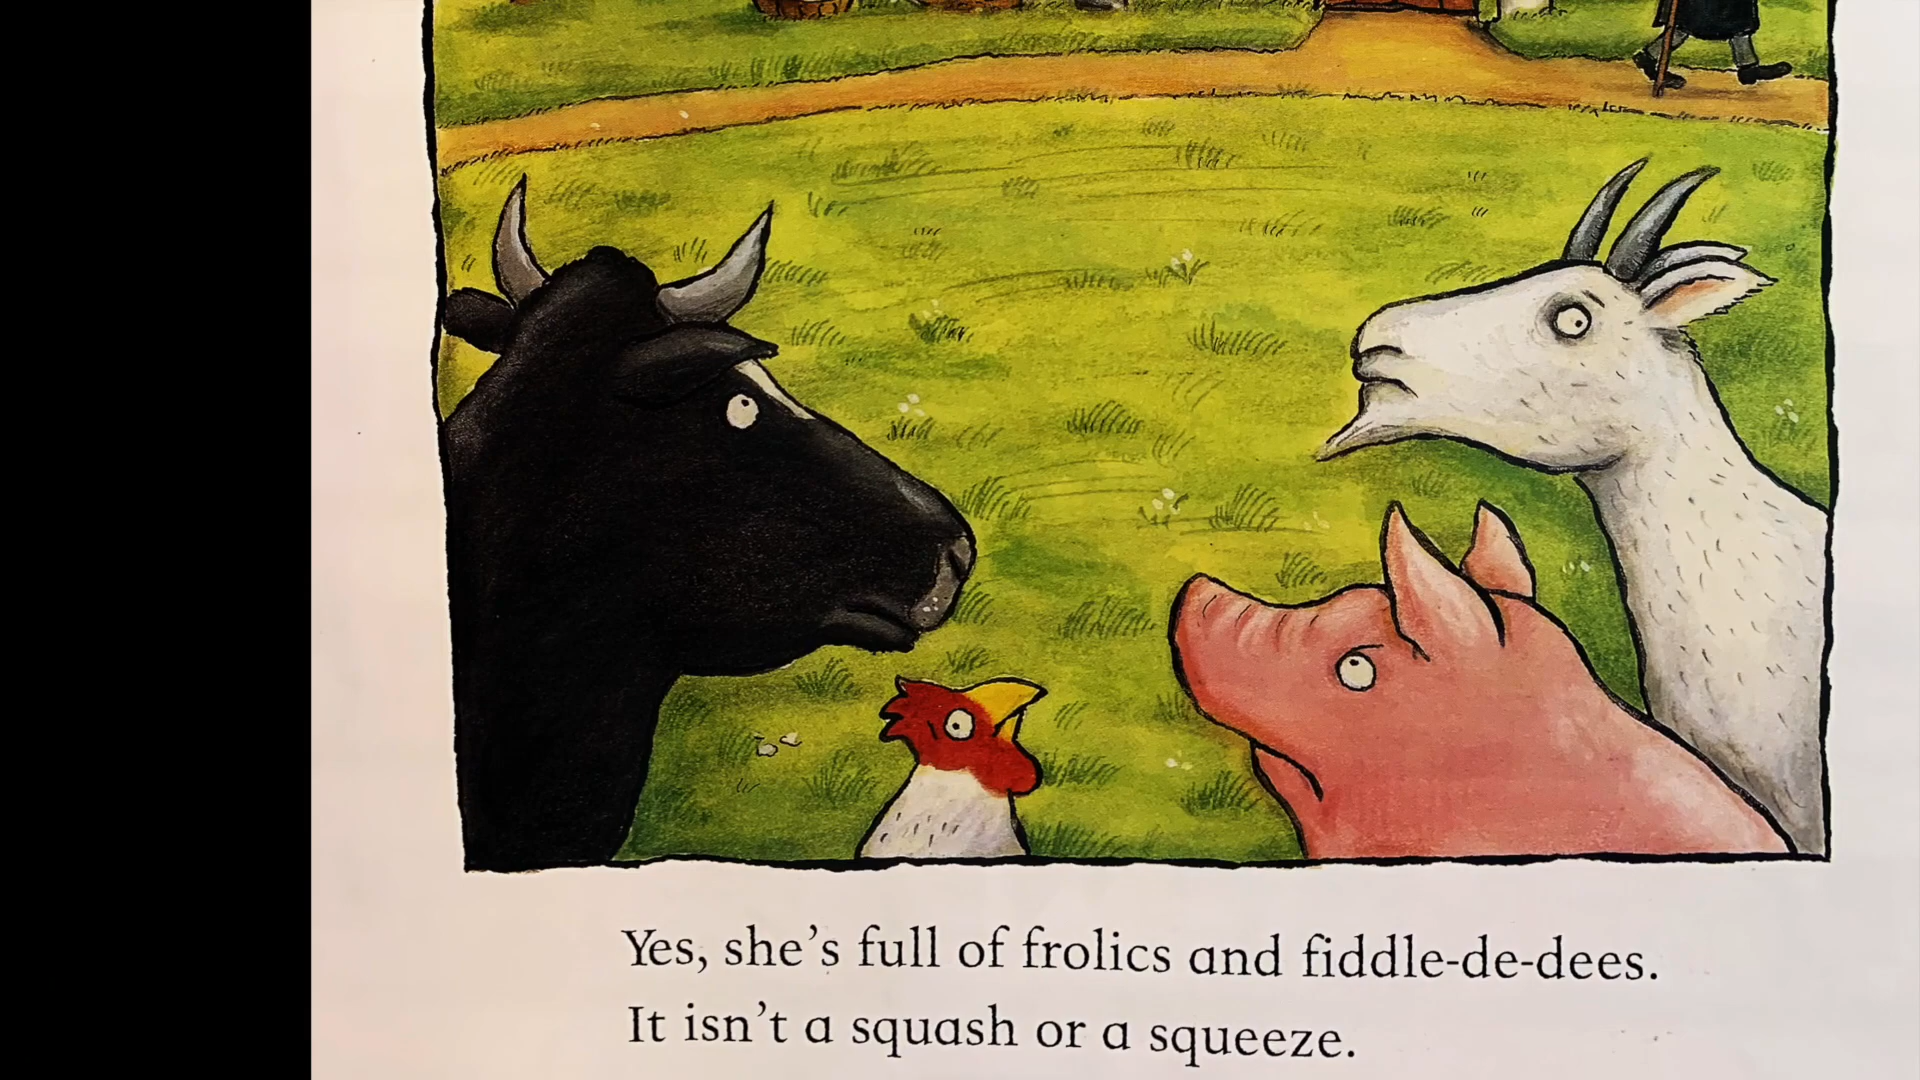 Yes, she's full of frolics and fiddle-de-dees.
It isn't a squash or a squeeze.